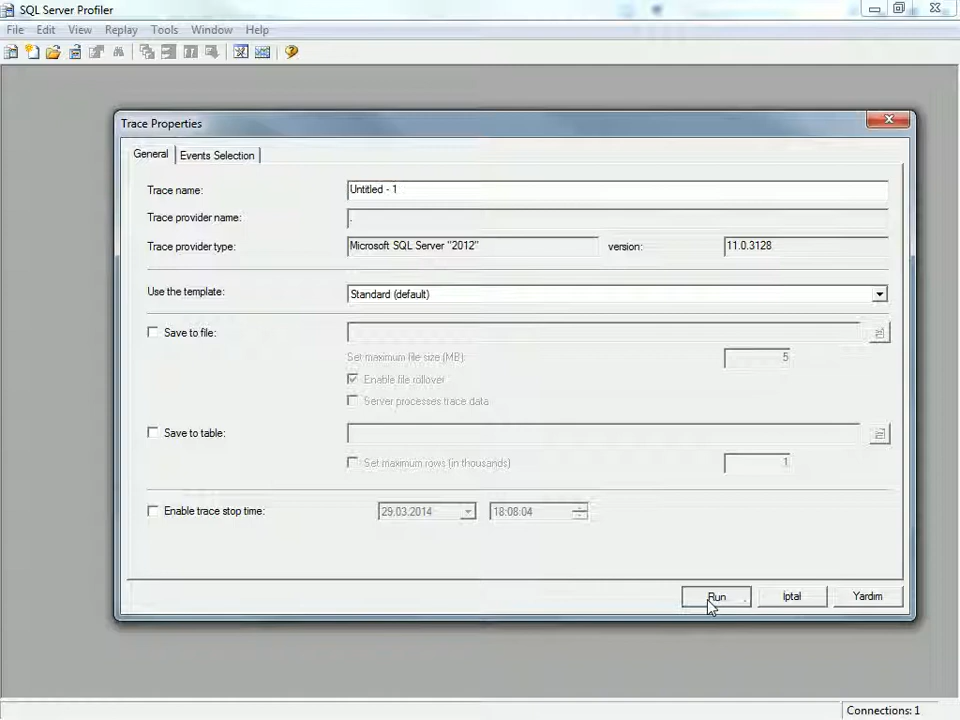 SQL Server Profiler
File Edit View Replay Tools Window Help
Trace Properties
General Events Selection
Trace name: Untitled - 1
Trace provider name: .
Trace provider type: Microsoft SQL Server "2012" version: 11.0.3128
Use the template: Standard (default)
Save to file:
Set maximum file size (MB): 5
Enable file rollover
Server processes trace data
Save to table:
Set maximum rows (in thousands) 1
Enable trace stop time: 29.03.2014 18:08:04
Run İptal Yardım
Connections: 1